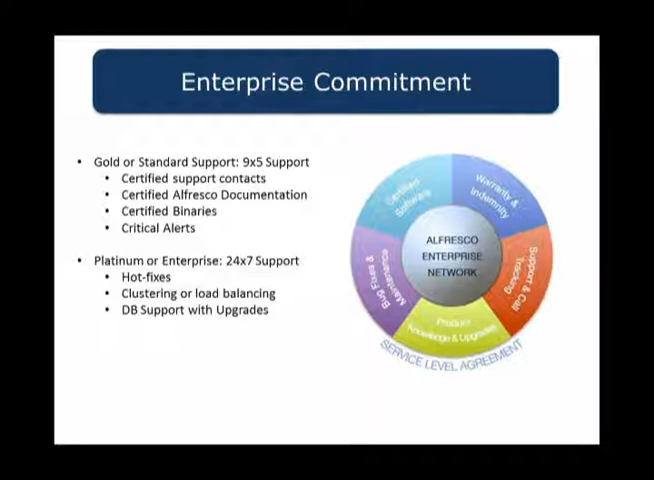 Enterprise Commitment
• Gold or Standard Support: 9x5 Support
• Certified support contacts
• Certified Alfresco Documentation
• Certified Binaries
• Critical Alerts
• Platinum or Enterprise: 24x7 Support
• Hot-fixes
• Clustering or load balancing
• DB Support with Upgrades
Certified
Software
Warranty &
Indemnity
ALFRESCO
ENTERPRISE
NETWORK
Bug Fixes &
Maintenance
Support & Call
Tracking
Product
Knowledge & Upgrades
SERVICE LEVEL AGREEMENT